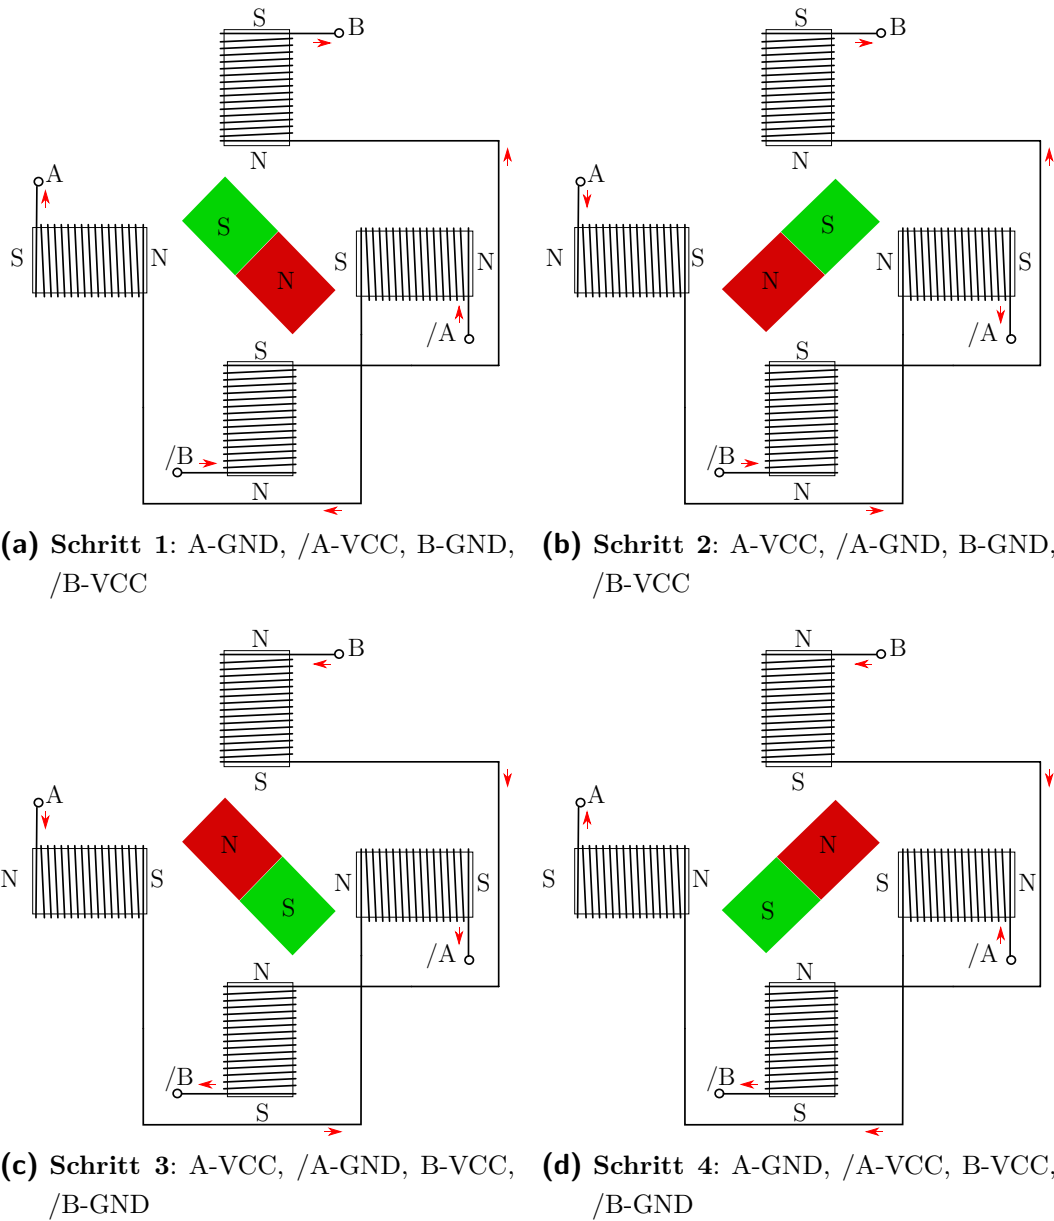 S
B
N
A
S
N
S
N
S
N
/A
S
/B
N
(a) Schritt 1: A-GND, /A-VCC, B-GND,
/B-VCC
S
B
N
A
N
S
S
N
N
S
/A
S
/B
N
(b) Schritt 2: A-VCC, /A-GND, B-GND,
/B-VCC
N
B
S
A
N
S
N
S
N
S
/A
N
/B
S
(c) Schritt 3: A-VCC, /A-GND, B-VCC,
/B-GND
N
B
S
A
S
N
N
S
S
N
/A
N
/B
S
(d) Schritt 4: A-GND, /A-VCC, B-VCC,
/B-GND